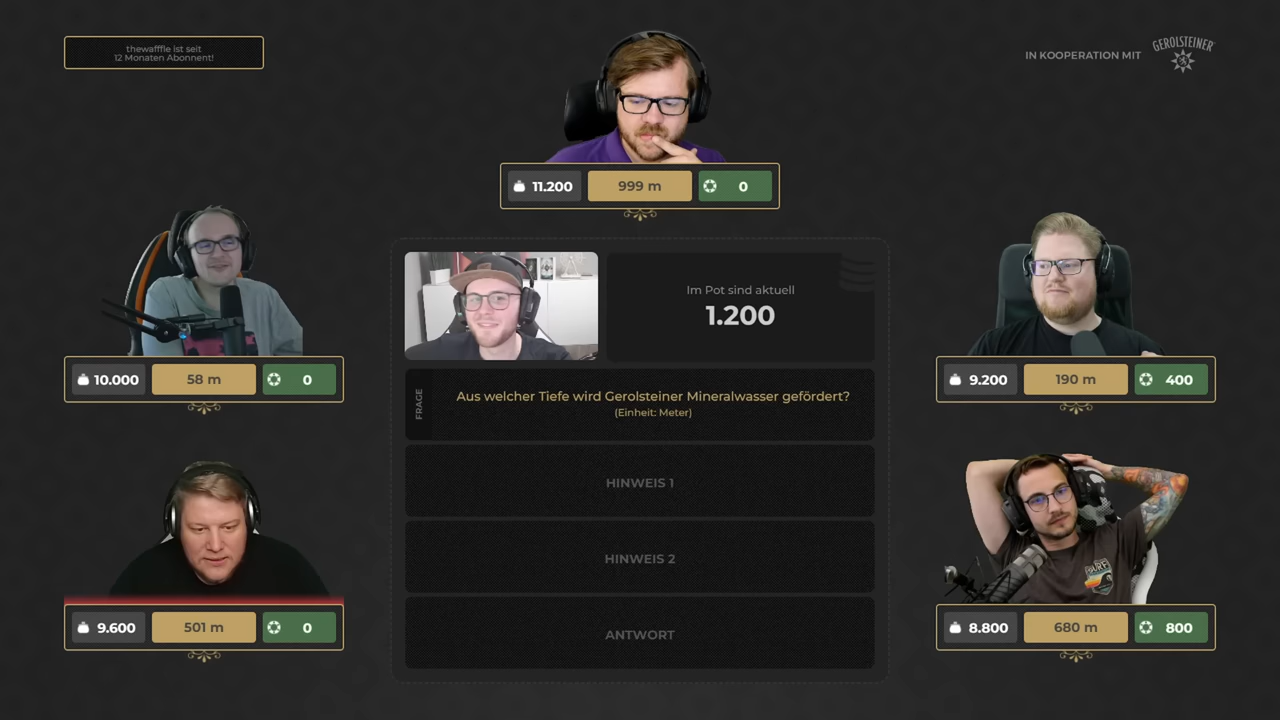 thewafffle ist seit
12 Monaten Abonnent!
IN KOOPERATION MIT
GEROLSTEINER
11.200
999 m
0
10.000
58 m
0
Im Pot sind aktuell
1.200
9.200
190 m
400
FRAGE
Aus welcher Tiefe wird Gerolsteiner Mineralwasser gefördert?
(Einheit: Meter)
HINWEIS 1
HINWEIS 2
ANTWORT
9.600
501 m
0
8.800
680 m
800